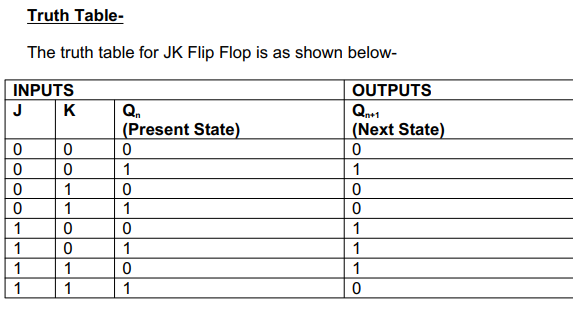 Truth Table-
The truth table for JK Flip Flop is as shown below-
INPUTS OUTPUTS
J K Qn Qn+1
(Present State) (Next State)
0 0 0 0
0 0 1 1
0 1 0 0
0 1 1 0
1 0 0 1
1 0 1 1
1 1 0 1
1 1 1 0